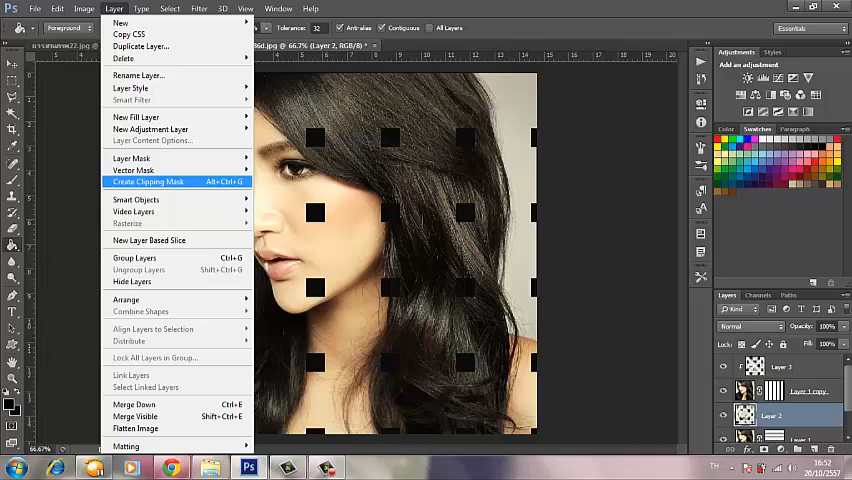 Ps
File
Edit
Image
Layer
Type
Select
Filter
3D
View
Window
Help
Foreground
Tolerance: 32
Anti-alias
Contiguous
All Layers
Essentials
86d.jpg @ 66.7% (Layer 2, RGB/8) *
New
Copy CSS
Duplicate Layer...
Delete
Rename Layer...
Layer Style
Smart Filter
New Fill Layer
New Adjustment Layer
Layer Content Options...
Layer Mask
Vector Mask
Create Clipping Mask Alt+Ctrl+G
Smart Objects
Video Layers
Rasterize
New Layer Based Slice
Group Layers Ctrl+G
Ungroup Layers Shift+Ctrl+G
Hide Layers
Arrange
Combine Shapes
Align Layers to Selection
Distribute
Lock All Layers in Group...
Link Layers
Select Linked Layers
Merge Down Ctrl+E
Merge Visible Shift+Ctrl+E
Flatten Image
Matting
Adjustments
Styles
Add an adjustment
Color
Swatches
Paragraph
Layers
Channels
Paths
Kind
Normal
Opacity: 100%
Lock:
Fill: 100%
Layer 3
Layer 1 copy
Layer 2
Layer 1
66.67%
Ps
TH
16:52
20/10/2557